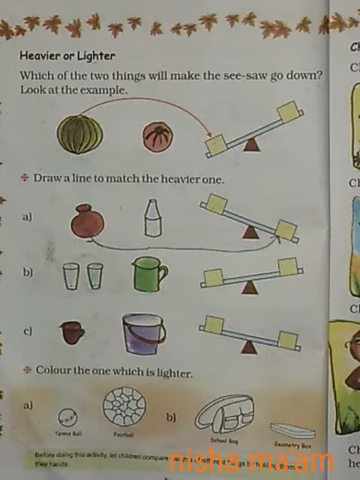 Heavier or Lighter
Which of the two things will make the see-saw go down?
Look at the example.
Draw a line to match the heavier one.
a)
b)
c)
Colour the one which is lighter.
a)
b)
Tennis Ball
Football
School Bag
Geometry Box
Before doing this activity, let children compare
their hands.
nisha ma'am